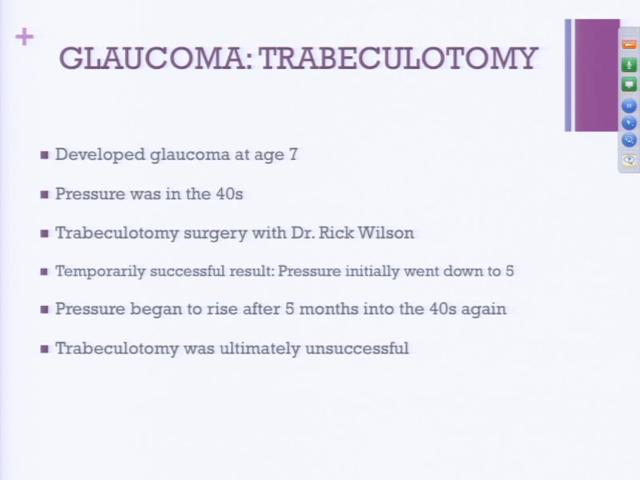 GLAUCOMA: TRABECULOTOMY
Developed glaucoma at age 7
Pressure was in the 40s
Trabeculotomy surgery with Dr. Rick Wilson
Temporarily successful result: Pressure initially went down to 5
Pressure began to rise after 5 months into the 40s again
Trabeculotomy was ultimately unsuccessful